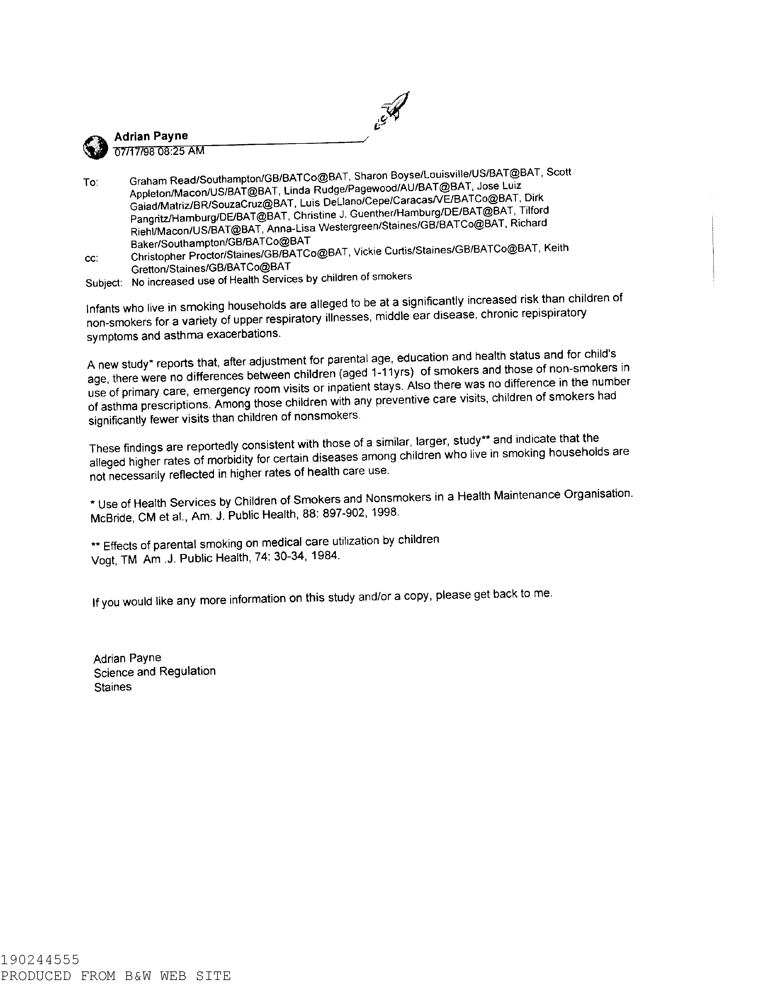 Adrian Payne
07/17/98 08:25 AM
To: Graham Read/Southampton/GB/BATCo@BAT, Sharon Boyse/Louisville/US/BAT@BAT, Scott
Appleton/Macon/US/BAT@BAT, Linda Rudge/Pagewood/AU/BAT@BAT, Jose Luiz
Gaiad/Matriz/BR/SouzaCruz@BAT, Luis DeLlano/Cepe/Caracas/VE/BATCo@BAT, Dirk
Pangritz/Hamburg/DE/BAT@BAT, Christine J. Guenther/Hamburg/DE/BAT@BAT, Tilford
Riehl/Macon/US/BAT@BAT, Anna-Lisa Westergreen/Staines/GB/BATCo@BAT, Richard
Baker/Southampton/GB/BATCo@BAT
cc: Christopher Proctor/Staines/GB/BATCo@BAT, Vickie Curtis/Staines/GB/BATCo@BAT, Keith
Gretton/Staines/GB/BATCo@BAT
Subject: No increased use of Health Services by children of smokers
Infants who live in smoking households are alleged to be at a significantly increased risk than children of
non-smokers for a variety of upper respiratory illnesses, middle ear disease, chronic repispiratory
symptoms and asthma exacerbations.
A new study* reports that, after adjustment for parental age, education and health status and for child's
age, there were no differences between children (aged 1-11yrs) of smokers and those of non-smokers in
use of primary care, emergency room visits or inpatient stays. Also there was no difference in the number
of asthma prescriptions. Among those children with any preventive care visits, children of smokers had
significantly fewer visits than children of nonsmokers.
These findings are reportedly consistent with those of a similar, larger, study** and indicate that the
alleged higher rates of morbidity for certain diseases among children who live in smoking households are
not necessarily reflected in higher rates of health care use.
* Use of Health Services by Children of Smokers and Nonsmokers in a Health Maintenance Organisation.
McBride, CM et al., Am. J. Public Health, 88: 897-902, 1998.
** Effects of parental smoking on medical care utilization by children
Vogt, TM Am .J. Public Health, 74: 30-34, 1984.
If you would like any more information on this study and/or a copy, please get back to me.
Adrian Payne
Science and Regulation
Staines
190244555
PRODUCED FROM B&W WEB SITE